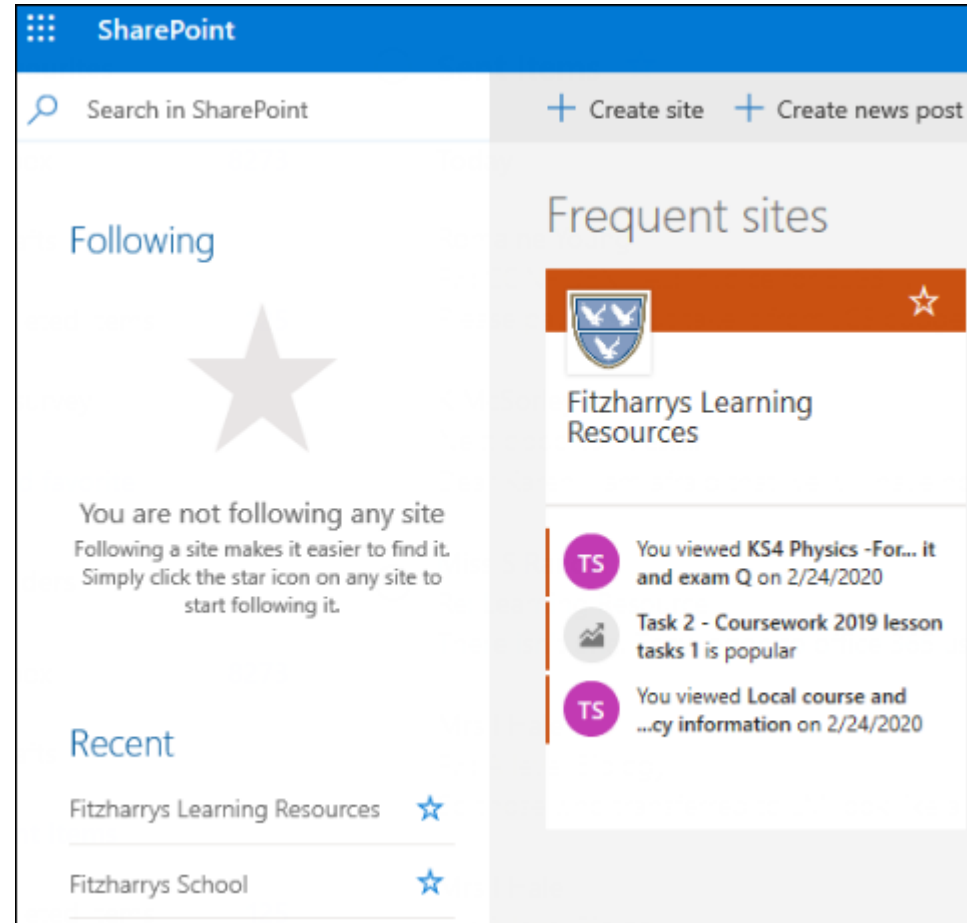 SharePoint
Search in SharePoint
Create site
Create news post
Following
You are not following any site
Following a site makes it easier to find it.
Simply click the star icon on any site to
start following it.
Recent
Fitzharrys Learning Resources
Fitzharrys School
Frequent sites
Fitzharrys Learning
Resources
TS
You viewed KS4 Physics -For... it
and exam Q on 2/24/2020
Task 2 - Coursework 2019 lesson
tasks 1 is popular
TS
You viewed Local course and
...cy information on 2/24/2020